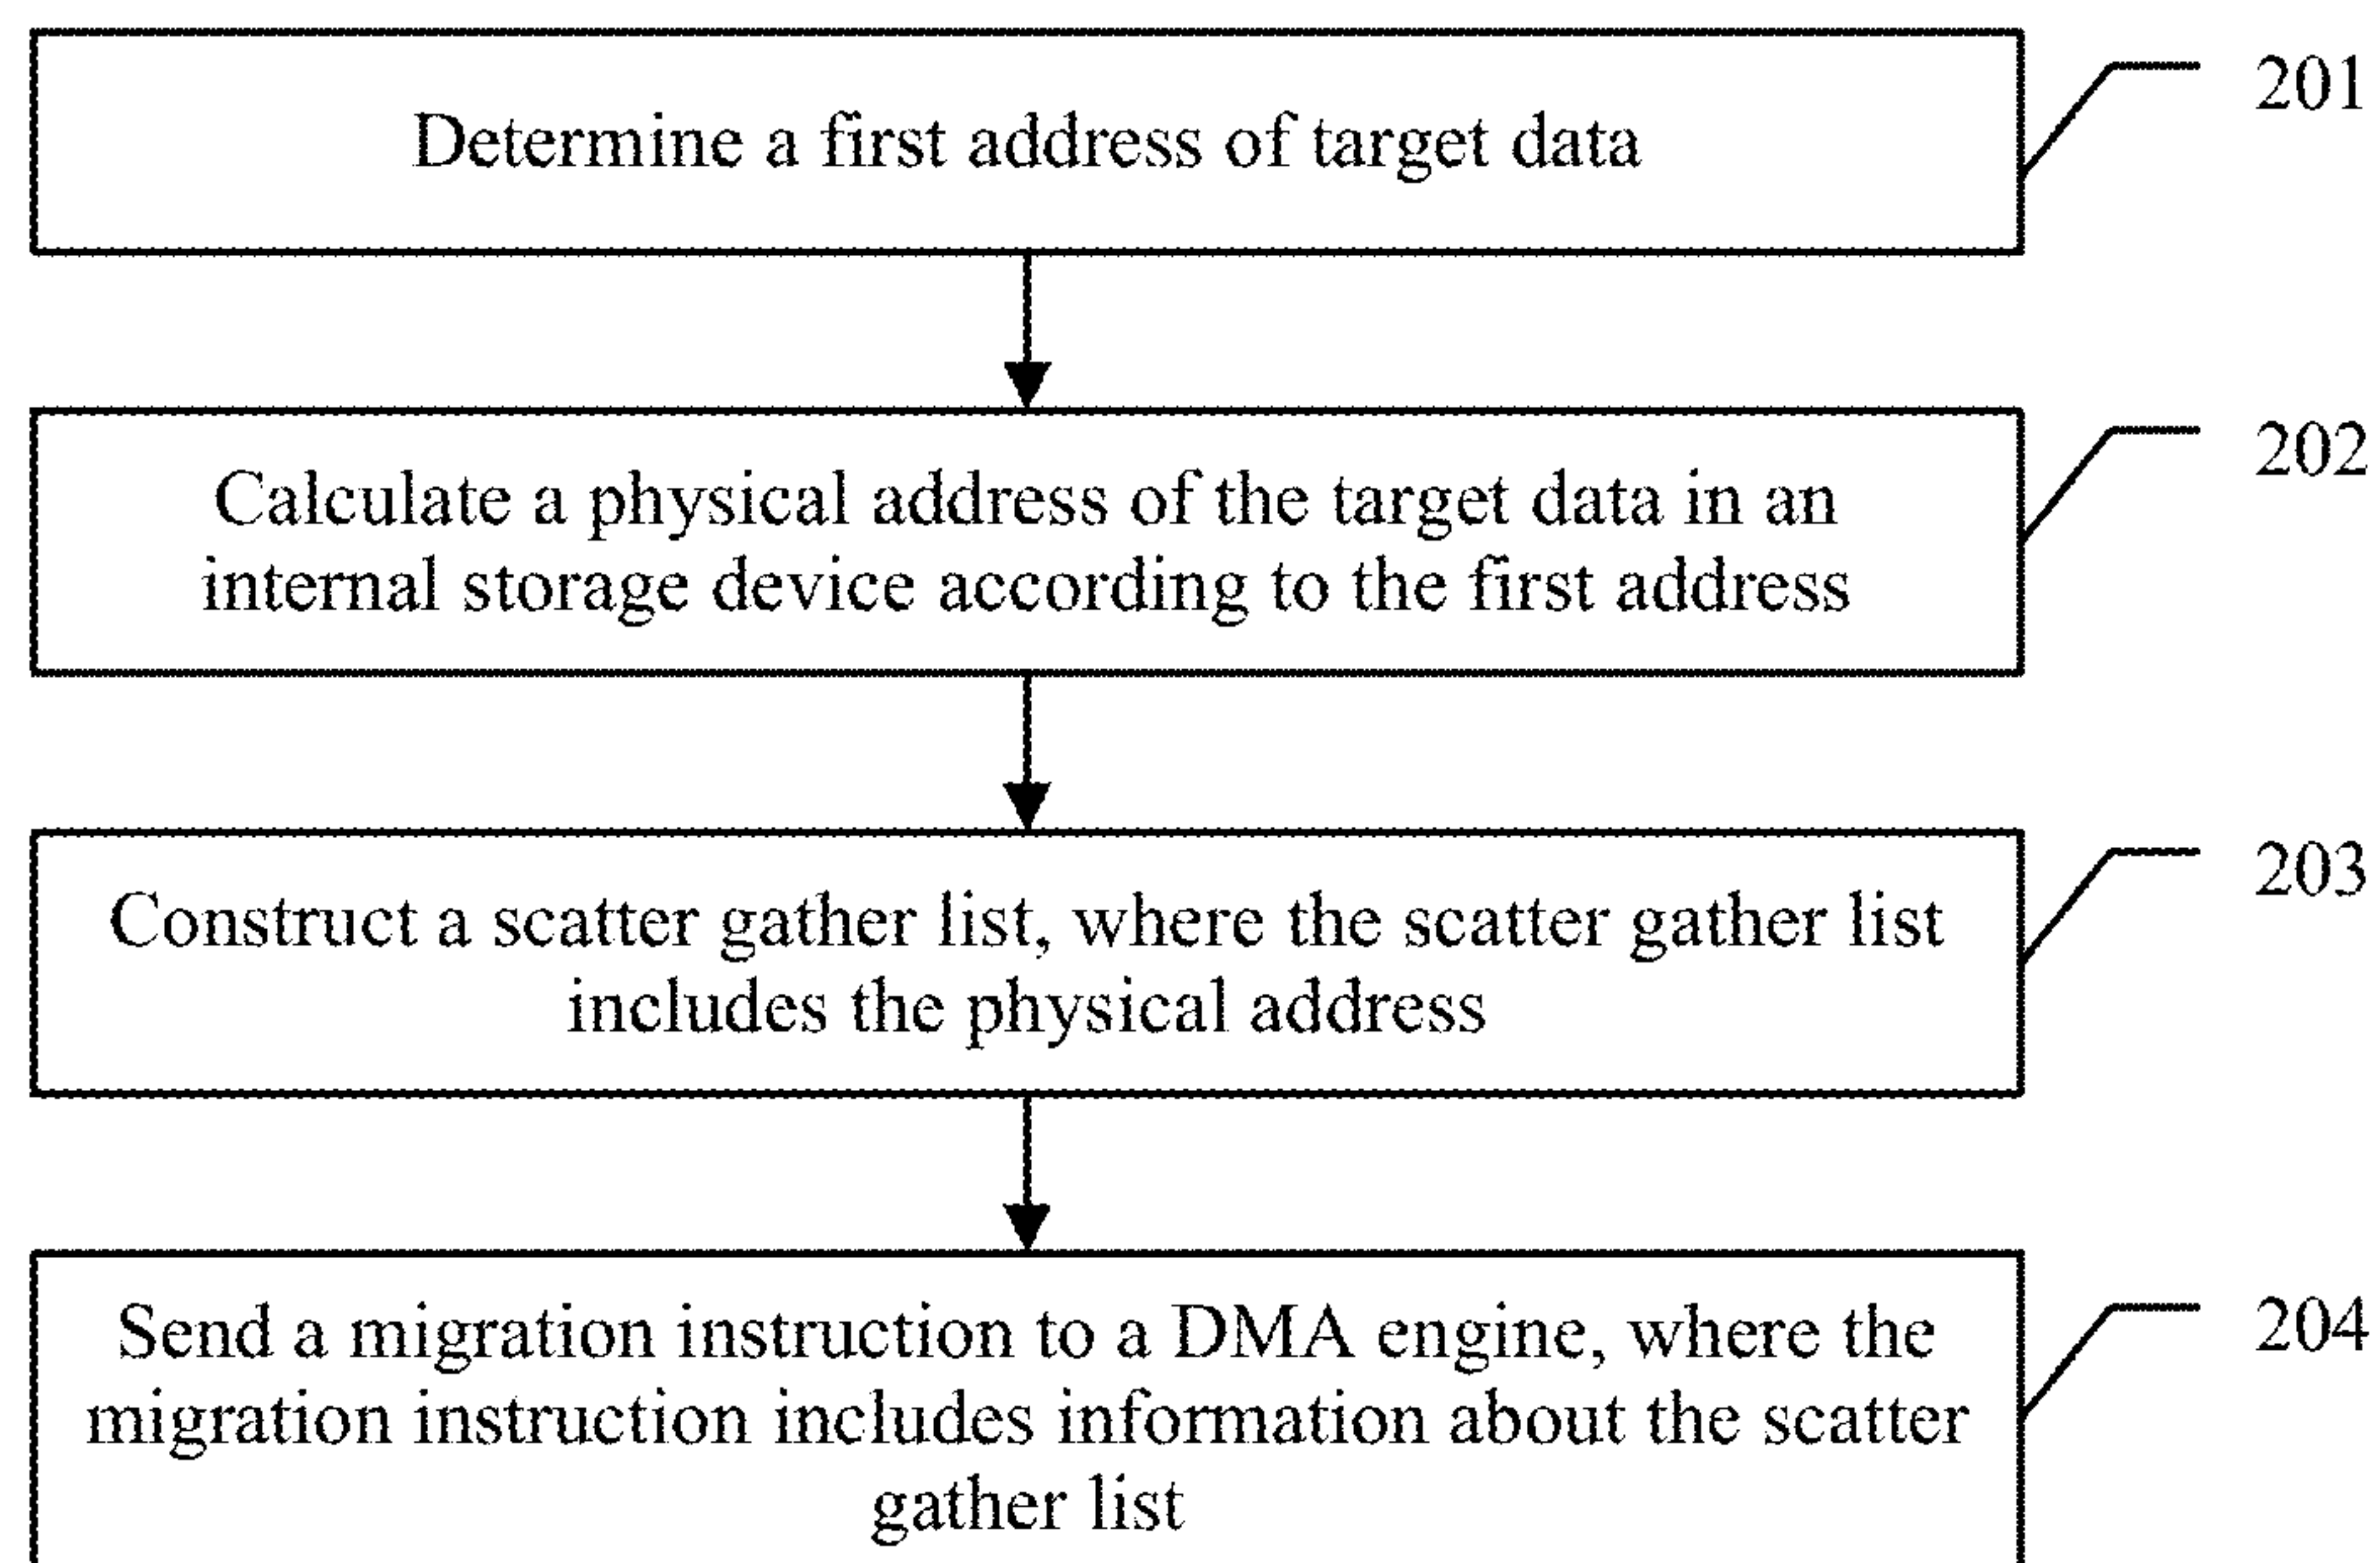 Determine a first address of target data
201
Calculate a physical address of the target data in an
internal storage device according to the first address
202
Construct a scatter gather list, where the scatter gather list
includes the physical address
203
Send a migration instruction to a DMA engine, where the
migration instruction includes information about the scatter
gather list
204